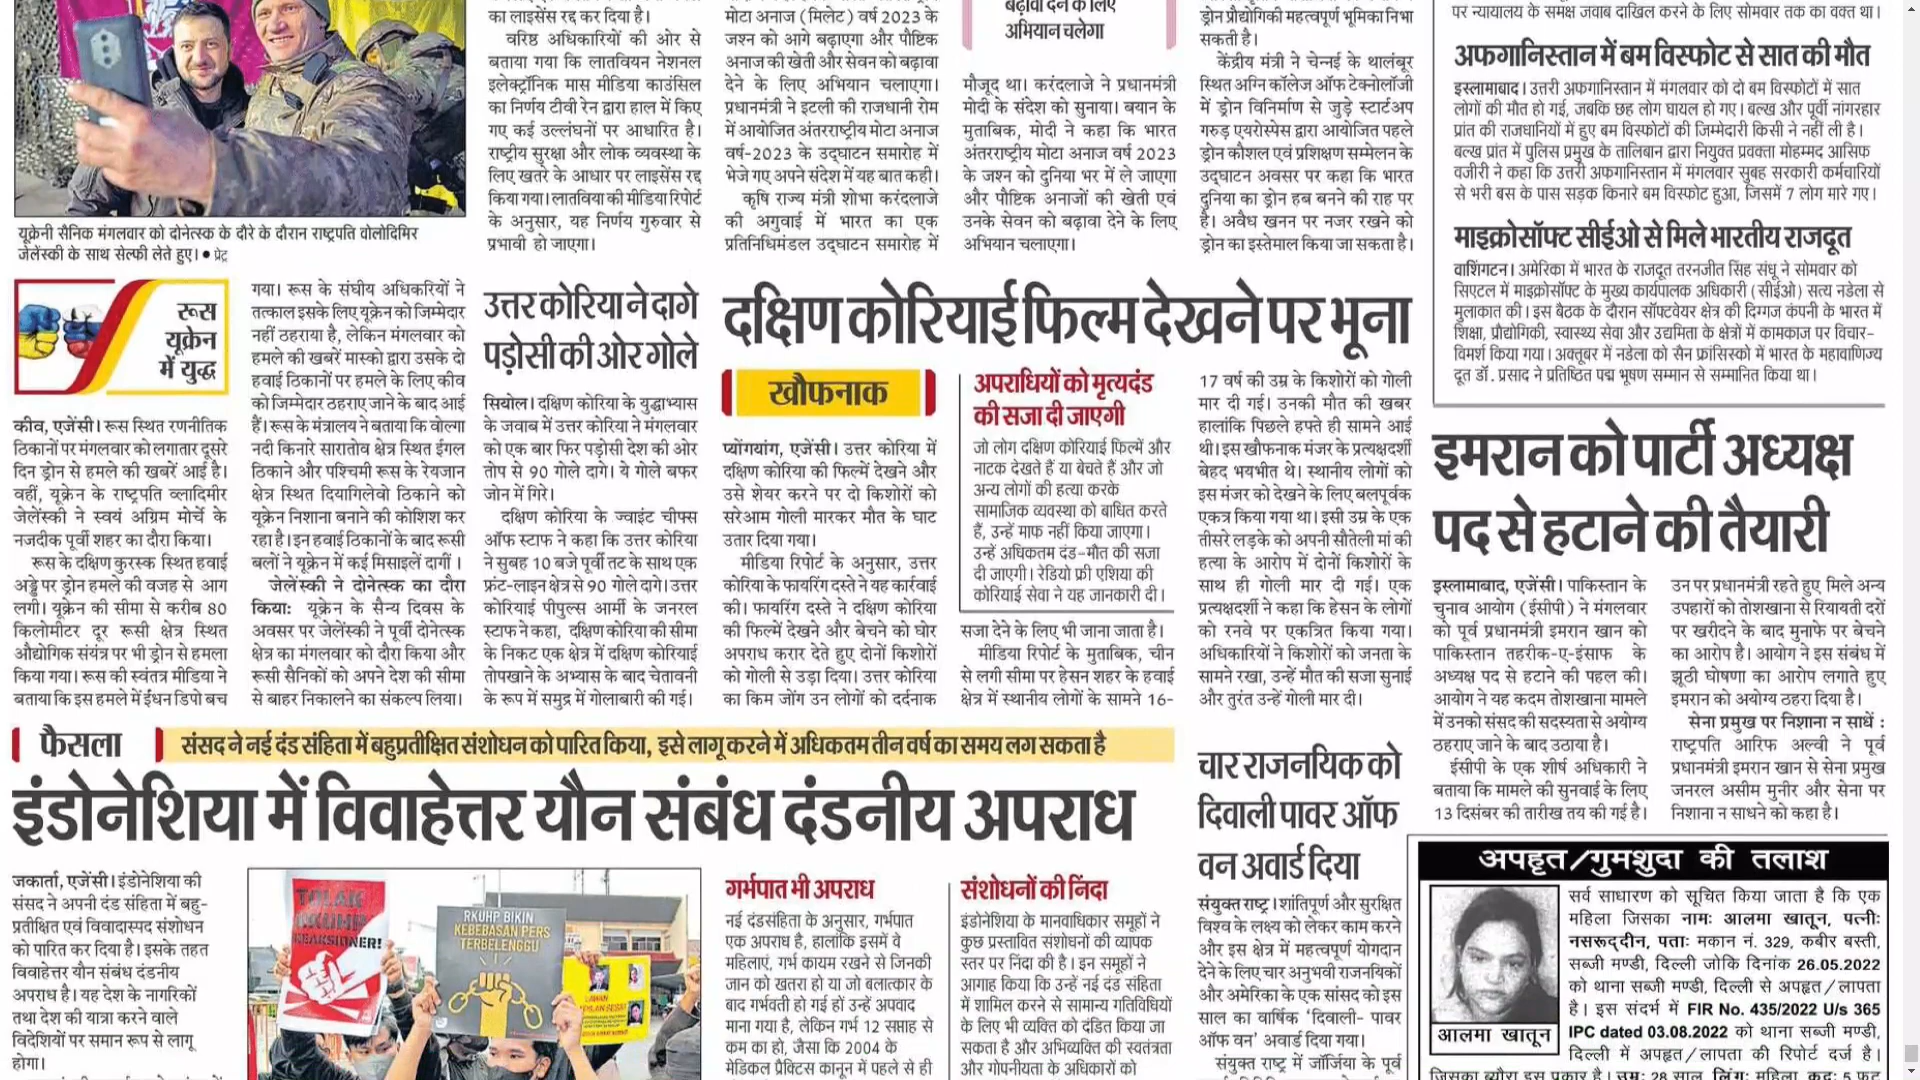 यूक्रेनी सैनिक मंगलवार को दोनेत्स्क के दौरे के दौरान राष्ट्रपति वोलोदिमिर
जेलेंस्की के साथ सेल्फी लेते हुए। ● प्रेट्र
का लाइसेंस रद्द कर दिया है।
वरिष्ठ अधिकारियों की ओर से
बताया गया कि लातवियन नेशनल
इलेक्ट्रॉनिक मास मीडिया काउंसिल
का निर्णय टीवी रेन द्वारा हाल में किए
गए कई उल्लंघनों पर आधारित है।
राष्ट्रीय सुरक्षा और लोक व्यवस्था के
लिए खतरे के आधार पर लाइसेंस रद्द
किया गया। लातविया की मीडिया रिपोर्ट
के अनुसार, यह निर्णय गुरुवार से
प्रभावी हो जाएगा।
मोटा अनाज (मिलेट) वर्ष 2023 के
जश्न को आगे बढ़ाएगा और पौष्टिक
अनाज की खेती और सेवन को बढ़ावा
देने के लिए अभियान चलाएगा।
प्रधानमंत्री ने इटली की राजधानी रोम
में आयोजित अंतरराष्ट्रीय मोटा अनाज
वर्ष-2023 के उद्घाटन समारोह में
भेजे गए अपने संदेश में यह बात कही।
कृषि राज्य मंत्री शोभा करंदलाजे
की अगुवाई में भारत का एक
प्रतिनिधिमंडल उद्घाटन समारोह में
बढ़ावा देने के लिए
अभियान चलेगा
मौजूद था। करंदलाजे ने प्रधानमंत्री
मोदी के संदेश को सुनाया। बयान के
मुताबिक, मोदी ने कहा कि भारत
अंतरराष्ट्रीय मोटा अनाज वर्ष 2023
के जश्न को दुनिया भर में ले जाएगा
और पौष्टिक अनाजों की खेती एवं
उनके सेवन को बढ़ावा देने के लिए
अभियान चलाएगा।
ड्रोन प्रौद्योगिकी महत्वपूर्ण भूमिका निभा
सकती है।
केंद्रीय मंत्री ने चेन्नई के थालंबूर
स्थित अग्नि कॉलेज ऑफ टेक्नोलॉजी
में ड्रोन विनिर्माण से जुड़े स्टार्टअप
गरुड़ एयरोस्पेस द्वारा आयोजित पहले
ड्रोन कौशल एवं प्रशिक्षण सम्मेलन के
उद्घाटन अवसर पर कहा कि भारत
दुनिया का ड्रोन हब बनने की राह पर
है। अवैध खनन पर नजर रखने को
ड्रोन का इस्तेमाल किया जा सकता है।
पर न्यायालय के समक्ष जवाब दाखिल करने के लिए सोमवार तक का वक्त था।
अफगानिस्तान में बम विस्फोट से सात की मौत
इस्लामाबाद। उत्तरी अफगानिस्तान में मंगलवार को दो बम विस्फोटों में सात
लोगों की मौत हो गई, जबकि छह लोग घायल हो गए। बल्ख और पूर्वी नांगरहार
प्रांत की राजधानियों में हुए बम विस्फोटों की जिम्मेदारी किसी ने नहीं ली है।
बल्ख प्रांत में पुलिस प्रमुख के तालिबान द्वारा नियुक्त प्रवक्ता मोहम्मद आसिफ
वजीरी ने कहा कि उत्तरी अफगानिस्तान में मंगलवार सुबह सरकारी कर्मचारियों
से भरी बस के पास सड़क किनारे बम विस्फोट हुआ, जिसमें 7 लोग मारे गए।
माइक्रोसॉफ्ट सीईओ से मिले भारतीय राजदूत
वाशिंगटन। अमेरिका में भारत के राजदूत तरनजीत सिंह संधू ने सोमवार को
सिएटल में माइक्रोसॉफ्ट के मुख्य कार्यपालक अधिकारी (सीईओ) सत्य नडेला से
मुलाकात की। इस बैठक के दौरान सॉफ्टवेयर क्षेत्र की दिग्गज कंपनी के भारत में
शिक्षा, प्रौद्योगिकी, स्वास्थ्य सेवा और उद्यमिता के क्षेत्रों में कामकाज पर विचार-
विमर्श किया गया। अक्तूबर में नडेला को सैन फ्रांसिस्को में भारत के महावाणिज्य
दूत डॉ. प्रसाद ने प्रतिष्ठित पद्म भूषण सम्मान से सम्मानित किया था।
रूस
यूक्रेन
में युद्ध
कीव, एजेंसी। रूस स्थित रणनीतिक
ठिकानों पर मंगलवार को लगातार दूसरे
दिन ड्रोन से हमले की खबरें आई है।
वहीं, यूक्रेन के राष्ट्रपति व्लादिमीर
जेलेंस्की ने स्वयं अग्रिम मोर्चे के
नजदीक पूर्वी शहर का दौरा किया।
रूस के दक्षिण कुरस्क स्थित हवाई
अड्डे पर ड्रोन हमले की वजह से आग
लगी। यूक्रेन की सीमा से करीब 80
किलोमीटर दूर रूसी क्षेत्र स्थित
औद्योगिक संयंत्र पर भी ड्रोन से हमला
किया गया। रूस की स्वतंत्र मीडिया ने
बताया कि इस हमले में ईंधन डिपो बच
गया। रूस के संघीय अधिकारियों ने
तत्काल इसके लिए यूक्रेन को जिम्मेदार
नहीं ठहराया है, लेकिन मंगलवार को
हमले की खबरें मास्को द्वारा उसके दो
हवाई ठिकानों पर हमले के लिए कीव
को जिम्मेदार ठहराए जाने के बाद आई
हैं। रूस के मंत्रालय ने बताया कि वोल्गा
नदी किनारे सारातोव क्षेत्र स्थित ईगल
ठिकाने और पश्चिमी रूस के रेयजान
क्षेत्र स्थित दियागिलेवो ठिकाने को
यूक्रेन निशाना बनाने की कोशिश कर
रहा है। इन हवाई ठिकानों के बाद रूसी
बलों ने यूक्रेन में कई मिसाइलें दागीं ।
जेलेंस्की ने दोनेत्स्क का दौरा
किया: यूक्रेन के सैन्य दिवस के
अवसर पर जेलेंस्की ने पूर्वी दोनेत्स्क
क्षेत्र का मंगलवार को दौरा किया और
रूसी सैनिकों को अपने देश की सीमा
से बाहर निकालने का संकल्प लिया।
उत्तर कोरिया ने दागे
पड़ोसी की ओर गोले
सियोल। दक्षिण कोरिया के युद्धाभ्यास
के जवाब में उत्तर कोरिया ने मंगलवार
को एक बार फिर पड़ोसी देश की ओर
तोप से 90 गोले दागे। ये गोले बफर
जोन में गिरे।
दक्षिण कोरिया के ज्वाइंट चीफ्स
ऑफ स्टाफ ने कहा कि उत्तर कोरिया
ने सुबह 10 बजे पूर्वी तट के साथ एक
फ्रंट-लाइन क्षेत्र से 90 गोले दागे। उत्तर
कोरियाई पीपुल्स आर्मी के जनरल
स्टाफ ने कहा, दक्षिण कोरिया की सीमा
के निकट एक क्षेत्र में दक्षिण कोरियाई
तोपखाने के अभ्यास के बाद चेतावनी
के रूप में समुद्र में गोलाबारी की गई।
दक्षिण कोरियाई फिल्म देखने पर भूना
खौफनाक
प्योंगयांग, एजेंसी। उत्तर कोरिया में
दक्षिण कोरिया की फिल्में देखने और
उसे शेयर करने पर दो किशोरों को
सरेआम गोली मारकर मौत के घाट
उतार दिया गया।
मीडिया रिपोर्ट के अनुसार, उत्तर
कोरिया के फायरिंग दस्ते ने यह कार्रवाई
की। फायरिंग दस्ते ने दक्षिण कोरिया
की फिल्में देखने और बेचने को घोर
अपराध करार देते हुए दोनों किशोरों
को गोली से उड़ा दिया। उत्तर कोरिया
का किम जोंग उन लोगों को दर्दनाक
अपराधियों को मृत्यदंड
की सजा दी जाएगी
जो लोग दक्षिण कोरियाई फिल्में और
नाटक देखते हैं या बेचते हैं और जो
अन्य लोगों की हत्या करके
सामाजिक व्यवस्था को बाधित करते
हैं, उन्हें माफ नहीं किया जाएगा।
उन्हें अधिकतम दंड-मौत की सजा
दी जाएगी। रेडियो फ्री एशिया की
कोरियाई सेवा ने यह जानकारी दी।
सजा देने के लिए भी जाना जाता है।
मीडिया रिपोर्ट के मुताबिक, चीन
से लगी सीमा पर हेसन शहर के हवाई
क्षेत्र में स्थानीय लोगों के सामने 16-
17 वर्ष की उम्र के किशोरों को गोली
मार दी गई। उनकी मौत की खबर
हालांकि पिछले हफ्ते ही सामने आई
थी। इस खौफनाक मंजर के प्रत्यक्षदर्शी
बेहद भयभीत थे। स्थानीय लोगों को
इस मंजर को देखने के लिए बलपूर्वक
एकत्र किया गया था। इसी उम्र के एक
तीसरे लड़के को अपनी सौतेली मां की
हत्या के आरोप में दोनों किशोरों के
साथ ही गोली मार दी गई। एक
प्रत्यक्षदर्शी ने कहा कि हेसन के लोगों
को रनवे पर एकत्रित किया गया।
अधिकारियों ने किशोरों को जनता के
सामने रखा, उन्हें मौत की सजा सुनाई
और तुरंत उन्हें गोली मार दी।
इमरान को पार्टी अध्यक्ष
पद से हटाने की तैयारी
इस्लामाबाद, एजेंसी। पाकिस्तान के
चुनाव आयोग (ईसीपी) ने मंगलवार
को पूर्व प्रधानमंत्री इमरान खान को
पाकिस्तान तहरीक-ए-इंसाफ के
अध्यक्ष पद से हटाने की पहल की।
आयोग ने यह कदम तोशखाना मामले
में उनको संसद की सदस्यता से अयोग्य
ठहराए जाने के बाद उठाया है।
ईसीपी के एक शीर्ष अधिकारी ने
बताया कि मामले की सुनवाई के लिए
13 दिसंबर की तारीख तय की गई है।
उन पर प्रधानमंत्री रहते हुए मिले अन्य
उपहारों को तोशखाना से रियायती दरों
पर खरीदने के बाद मुनाफे पर बेचने
का आरोप है। आयोग ने इस संबंध में
झूठी घोषणा का आरोप लगाते हुए
इमरान को अयोग्य ठहरा दिया है।
सेना प्रमुख पर निशाना न साधें :
राष्ट्रपति आरिफ अल्वी ने पूर्व
प्रधानमंत्री इमरान खान से सेना प्रमुख
जनरल असीम मुनीर और सेना पर
निशाना न साधने को कहा है।
फैसला
संसद ने नई दंड संहिता में बहुप्रतीक्षित संशोधन को पारित किया, इसे लागू करने में अधिकतम तीन वर्ष का समय लग सकता है
इंडोनेशिया में विवाहेत्तर यौन संबंध दंडनीय अपराध
जकार्ता, एजेंसी। इंडोनेशिया की
संसद ने अपनी दंड संहिता में बहु-
प्रतीक्षित एवं विवादास्पद संशोधन
को पारित कर दिया है। इसके तहत
विवाहेत्तर यौन संबंध दंडनीय
अपराध है। यह देश के नागरिकों
तथा देश की यात्रा करने वाले
विदेशियों पर समान रूप से लागू
होगा।
TOLAK
RKUHP
RKUHP BIKIN
KEBEBASAN PERS
TERBELENGGU
गर्भपात भी अपराध
नई दंडसंहिता के अनुसार, गर्भपात
एक अपराध है, हालांकि इसमें वे
महिलाएं, गर्भ कायम रखने से जिनकी
जान को खतरा हो या जो बलात्कार के
बाद गर्भवती हो गई हों उन्हें अपवाद
माना गया है, लेकिन गर्भ 12 सप्ताह से
कम का हो, जैसा कि 2004 के
मेडिकल प्रैक्टिस कानून में पहले से ही
संशोधनों की निंदा
इंडोनेशिया के मानवाधिकार समूहों ने
कुछ प्रस्तावित संशोधनों की व्यापक
स्तर पर निंदा की है। इन समूहों ने
आगाह किया कि उन्हें नई दंड संहिता
में शामिल करने से सामान्य गतिविधियों
के लिए भी व्यक्ति को दंडित किया जा
सकता है और अभिव्यक्ति की स्वतंत्रता
और गोपनीयता के अधिकारों को
चार राजनयिक को
दिवाली पावर ऑफ
वन अवार्ड दिया
संयुक्त राष्ट्र। शांतिपूर्ण और सुरक्षित
विश्व के लक्ष्य को लेकर काम करने
और इस क्षेत्र में महत्वपूर्ण योगदान
देने के लिए चार अनुभवी राजनयिकों
और अमेरिका के एक सांसद को इस
साल का वार्षिक ‘दिवाली- पावर
ऑफ वन’ अवार्ड दिया गया।
संयुक्त राष्ट्र में जॉर्जिया के पूर्व
अपहृत/गुमशुदा की तलाश
आलमा खातून
सर्व साधारण को सूचित किया जाता है कि एक
महिला जिसका नामः आलमा खातून, पत्नीः
नसरूद्दीन, पताः मकान नं. 329, कबीर बस्ती,
सब्जी मण्डी, दिल्ली जोकि दिनांक 26.05.2022
को थाना सब्जी मण्डी, दिल्ली से अपहृत/लापता
है। इस संदर्भ में FIR No. 435/2022 U/s 365
IPC dated 03.08.2022 को थाना सब्जी मण्डी,
दिल्ली में अपहृत/लापता की रिपोर्ट दर्ज है।
जिसका ब्यौरा इस प्रकार है। उम्रः 28 साल, लिंगः महिला, कदः 5 फुट